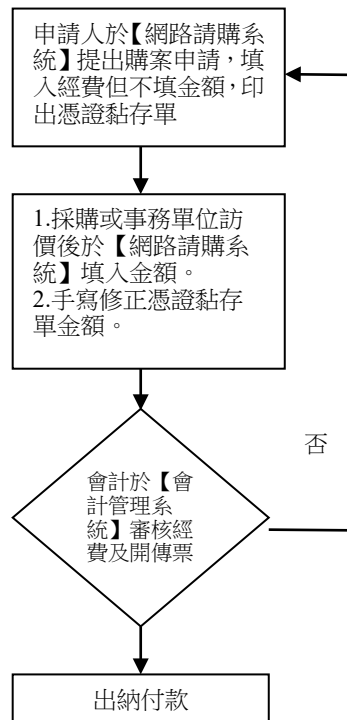 申請人於【網路請購系
統】提出購案申請，填
入經費但不填金額，印
出憑證黏存單
1.採購或事務單位訪
價後於【網路請購系
統】填入金額。
2.手寫修正憑證黏存
單金額。
否
會計於【會
計管理系
統】審核經
費及開傳票
出納付款